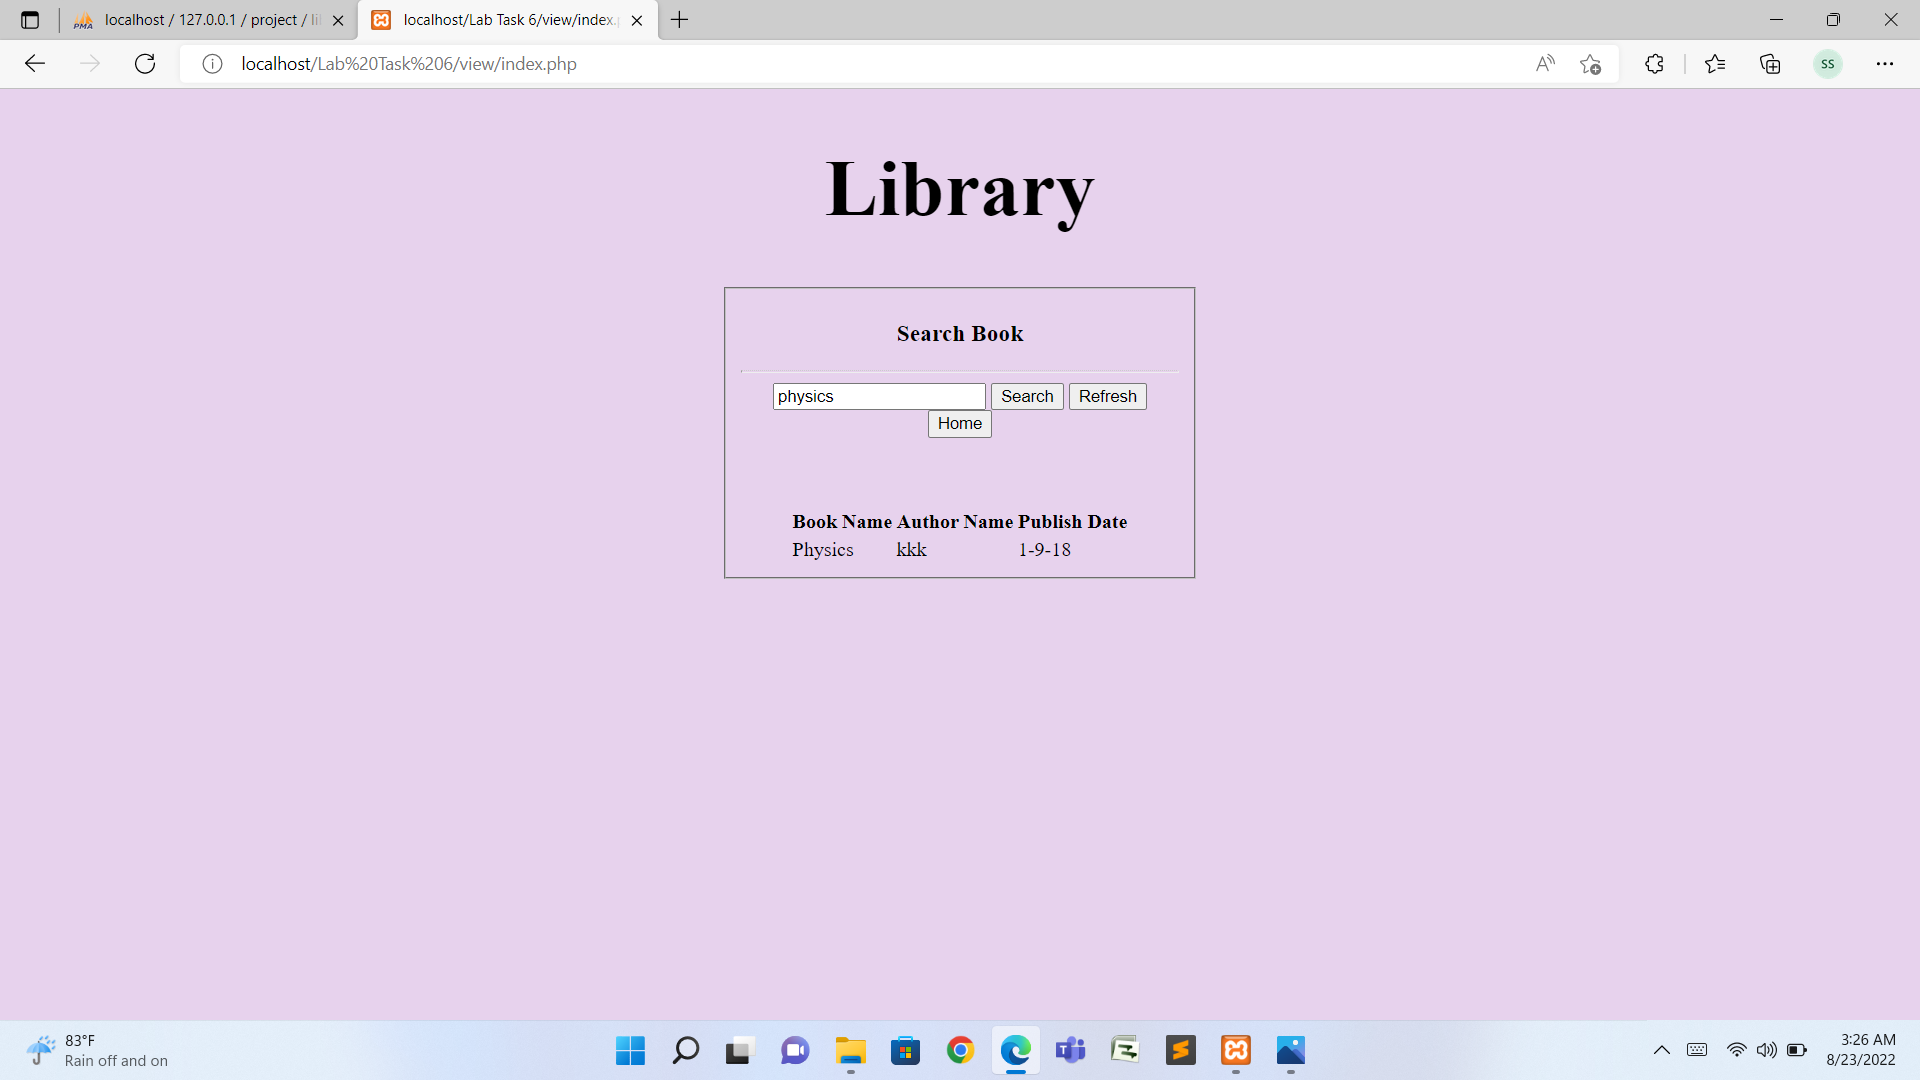 localhost / 127.0.0.1 / project / li
localhost/Lab Task 6/view/index.p
localhost/Lab%20Task%206/view/index.php
SS
Library
Search Book
physics Search Refresh
Home
Book Name Author Name Publish Date
Physics kkk 1-9-18
83°F
Rain off and on
3:26 AM
8/23/2022